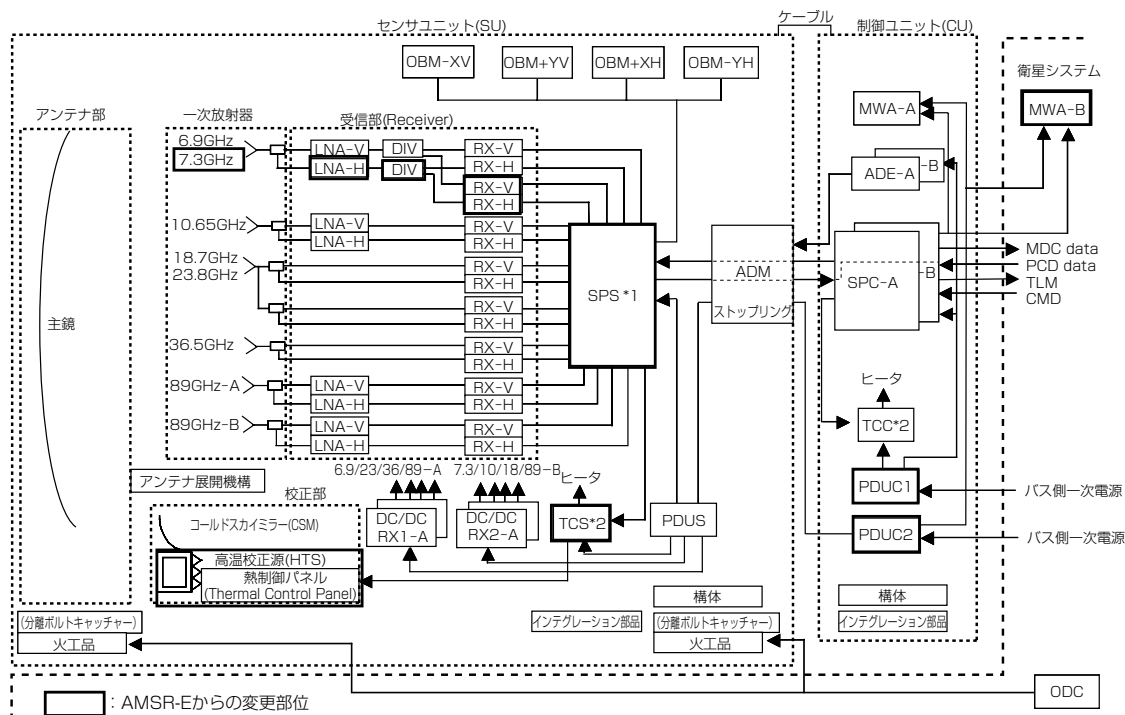 センサユニット(SU)
ケーブル
制御ユニット(CU)
衛星システム
OBM-XV
OBM+YV
OBM+XH
OBM-YH
MWA-A
MWA-B
アンテナ部
一次放射器
受信部(Receiver)
6.9GHz
7.3GHz
LNA-V
DIV
RX-V
LNA-H
DIV
RX-H
RX-V
RX-H
ADE-A
-B
10.65GHz
LNA-V
RX-V
LNA-H
RX-H
18.7GHz
23.8GHz
RX-V
RX-H
RX-V
RX-H
主鏡
SPS *1
ADM
ストップリング
SPC-A
-B
MDC data
PCD data
TLM
CMD
36.5GHz
RX-V
RX-H
89GHz-A
LNA-V
RX-V
LNA-H
RX-H
89GHz-B
LNA-V
RX-V
LNA-H
RX-H
ヒータ
TCC*2
6.9/23/36/89-A
7.3/10/18/89-B
ヒータ
アンテナ展開機構
校正部
DC/DC
RX1-A
DC/DC
RX2-A
TCS*2
PDUS
PDUC1
バス側一次電源
PDUC2
バス側一次電源
コールドスカイミラー(CSM)
高温校正源(HTS)
熱制御パネル
(Thermal Control Panel)
構体
構体
(分離ボルトキャッチャー)
火工品
インテグレーション部品
(分離ボルトキャッチャー)
火工品
インテグレーション部品
ODC
：AMSR-Eからの変更部位